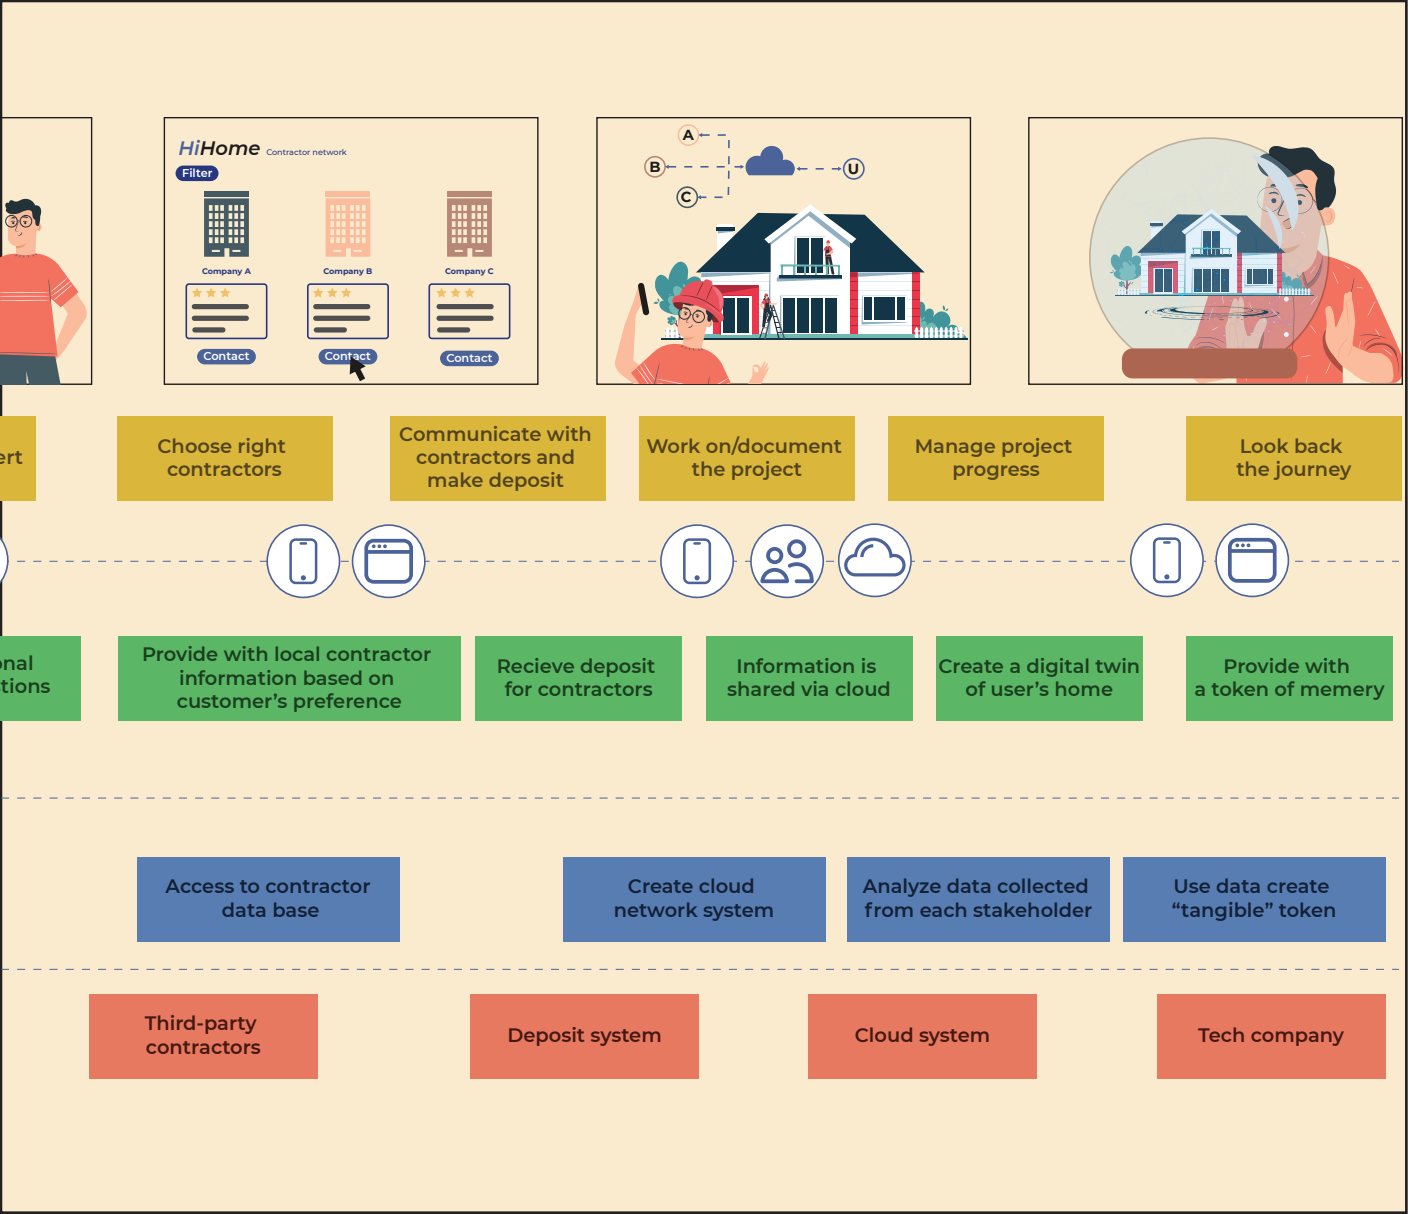 HiHome Contractor network
Filter
Company A
Company B
Company C
Contact
Contact
Contact
A
B
C
U
ert
Choose right
contractors
Communicate with
contractors and
make deposit
Work on/document
the project
Manage project
progress
Look back
the journey
onal
tions
Provide with local contractor
information based on
customer’s preference
Recieve deposit
for contractors
Information is
shared via cloud
Create a digital twin
of user’s home
Provide with
a token of memery
Access to contractor
data base
Create cloud
network system
Analyze data collected
from each stakeholder
Use data create
“tangible” token
Third-party
contractors
Deposit system
Cloud system
Tech company